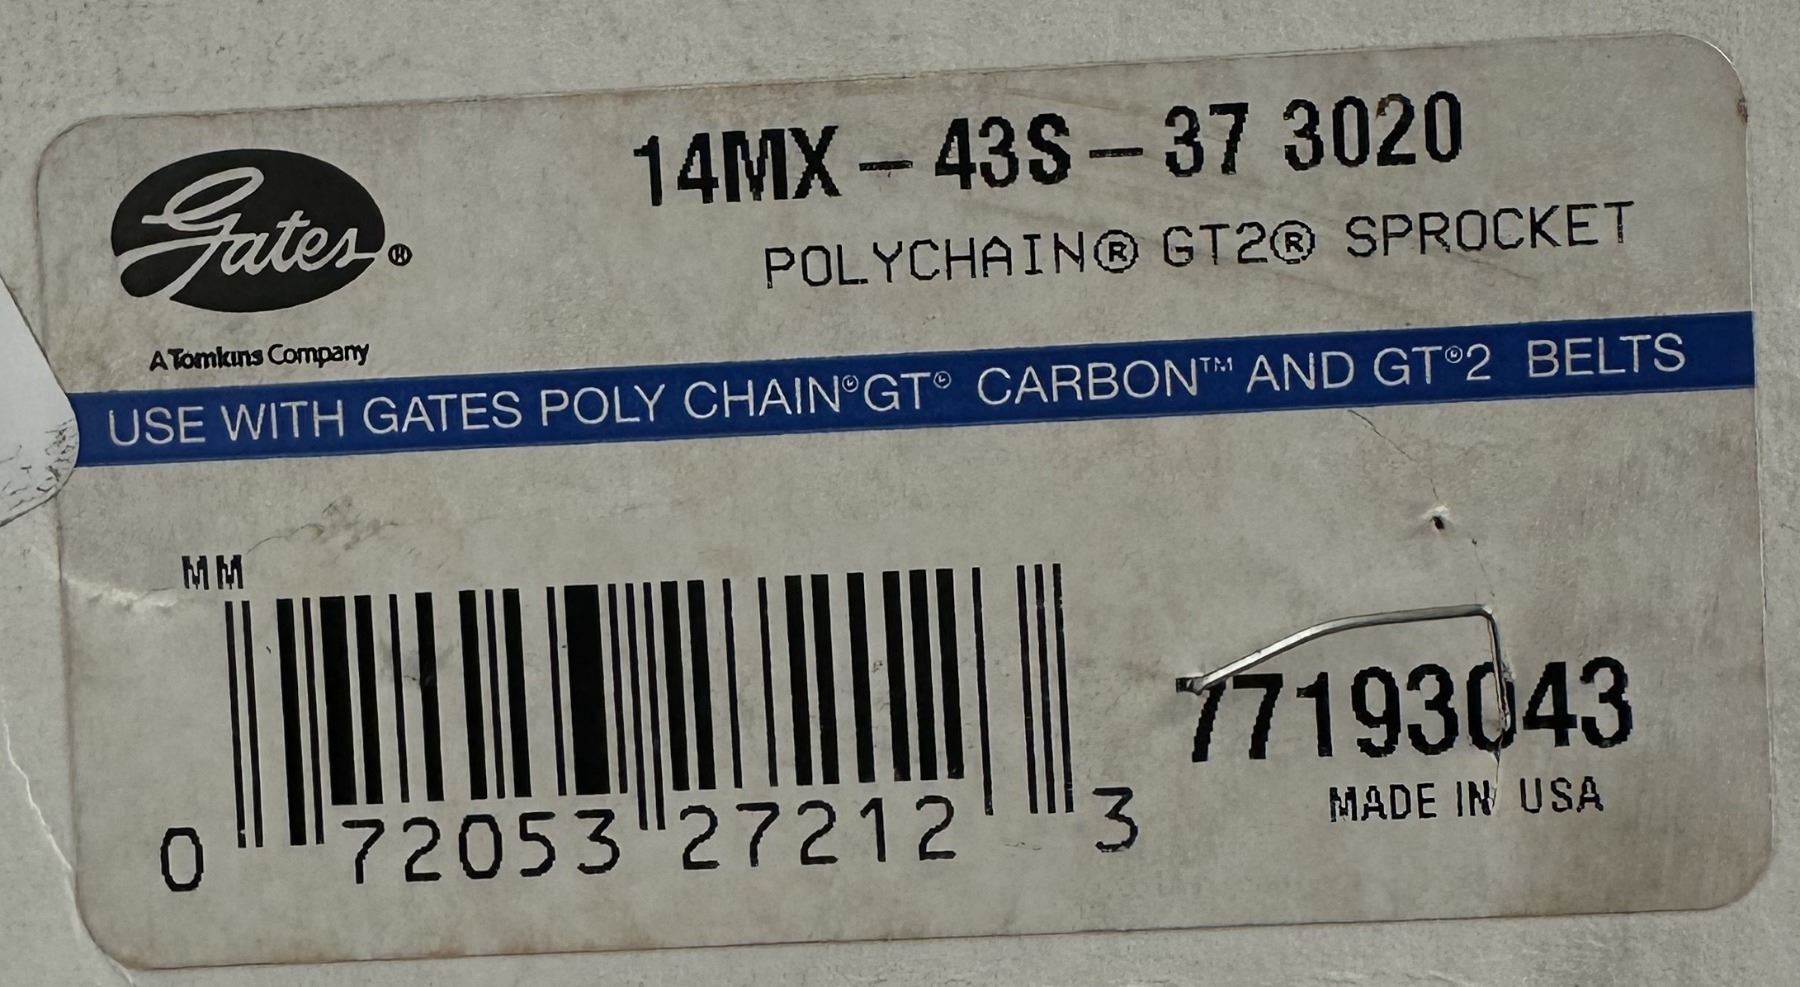 14MX-43S-37 3020
Gates®
POLYCHAIN® GT2® SPROCKET
A Tomkins Company
USE WITH GATES POLY CHAIN®GT® CARBON™ AND GT®2 BELTS
MM
77193043
MADE IN USA
0 72053 27212 3